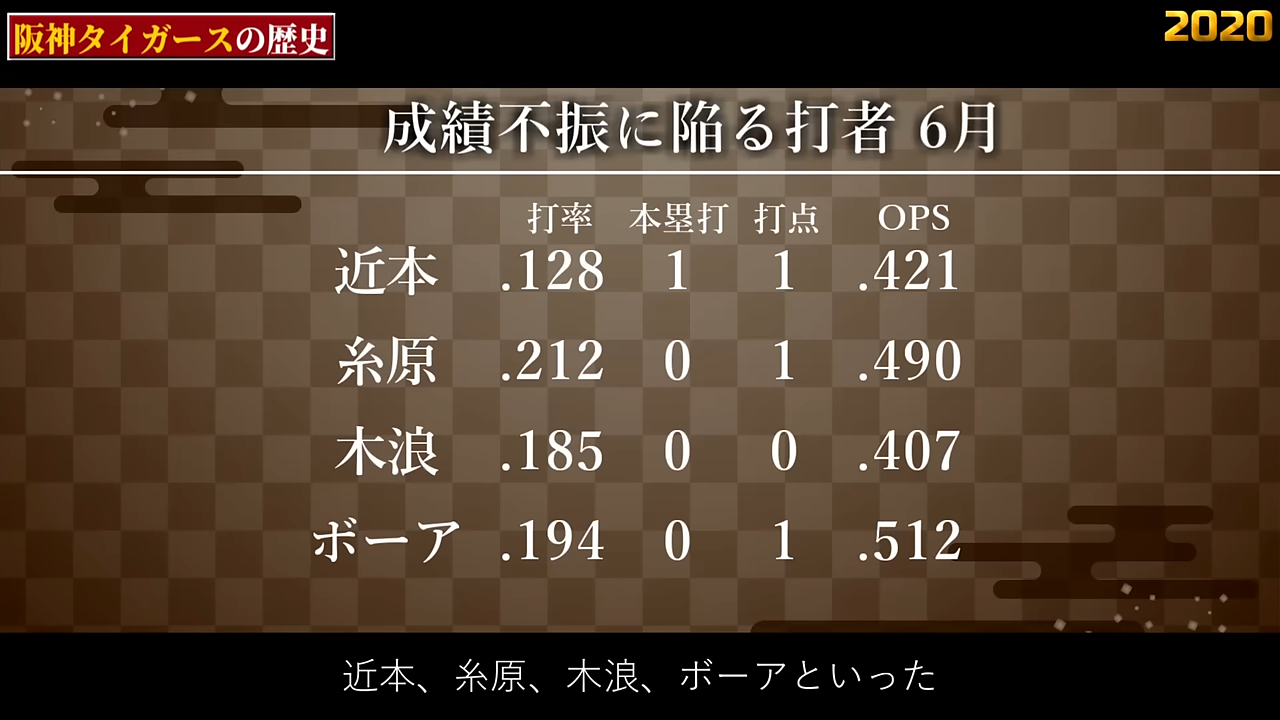 阪神タイガースの歴史
2020
成績不振に陥る打者 6月
打率 本塁打 打点 OPS
近本 .128 1 1 .421
糸原 .212 0 1 .490
木浪 .185 0 0 .407
ボーア .194 0 1 .512
近本、糸原、木浪、ボーアといった